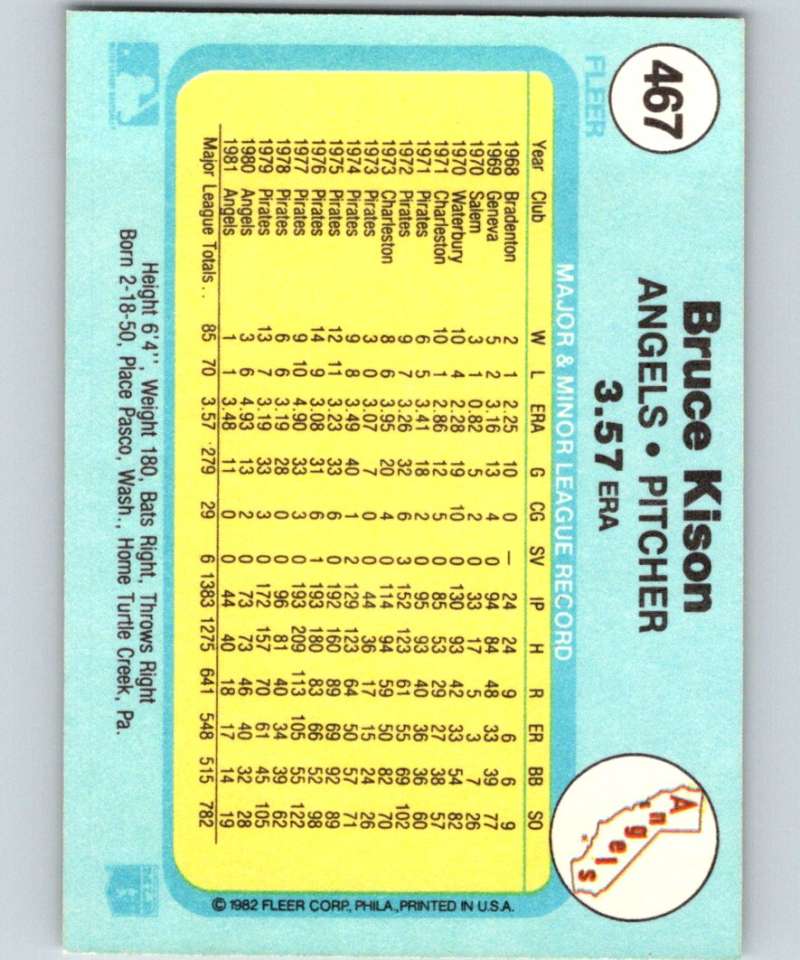 467
FLEER
Bruce Kison
ANGELS • PITCHER
3.57 ERA
Angels
MAJOR & MINOR LEAGUE RECORD
Year Club W L ERA G CG SV IP H R ER BB SO
1968 Bradenton 2 1 2.25 10 0 — 24 24 9 6 6 9
1969 Geneva 5 2 3.16 13 4 0 94 84 48 33 39 77
1970 Salem 3 1 0.82 5 2 0 33 17 5 3 7 26
1970 Waterbury 10 4 2.28 19 10 0 130 93 42 33 54 82
1971 Charleston 10 1 2.86 12 5 0 85 53 29 27 38 57
1971 Pirates 6 5 3.41 18 2 0 95 93 40 36 36 60
1972 Pirates 9 7 3.26 32 6 3 152 123 61 55 69 102
1973 Charleston 8 6 3.95 20 4 0 114 94 59 50 82 70
1973 Pirates 3 0 3.07 7 0 0 44 36 17 15 24 26
1974 Pirates 9 8 3.49 40 1 2 129 123 64 50 57 71
1975 Pirates 12 11 3.23 33 6 0 192 160 89 69 92 89
1976 Pirates 14 9 3.08 31 6 1 193 180 83 66 52 98
1977 Pirates 9 10 4.90 33 3 0 193 209 113 105 55 122
1978 Pirates 6 6 3.19 28 0 0 96 81 40 34 39 62
1979 Pirates 13 7 3.19 33 3 0 172 157 70 61 45 105
1980 Angels 3 6 4.93 13 2 0 73 73 46 40 32 28
1981 Angels 1 1 3.48 11 0 0 44 40 18 17 14 19
Major League Totals . . 85 70 3.57 279 29 6 1383 1275 641 548 515 782
© 1982 FLEER CORP., PHILA., PRINTED IN U.S.A.
Height 6'4'', Weight 180, Bats Right, Throws Right
Born 2-18-50, Place Pasco, Wash., Home Turtle Creek, Pa.